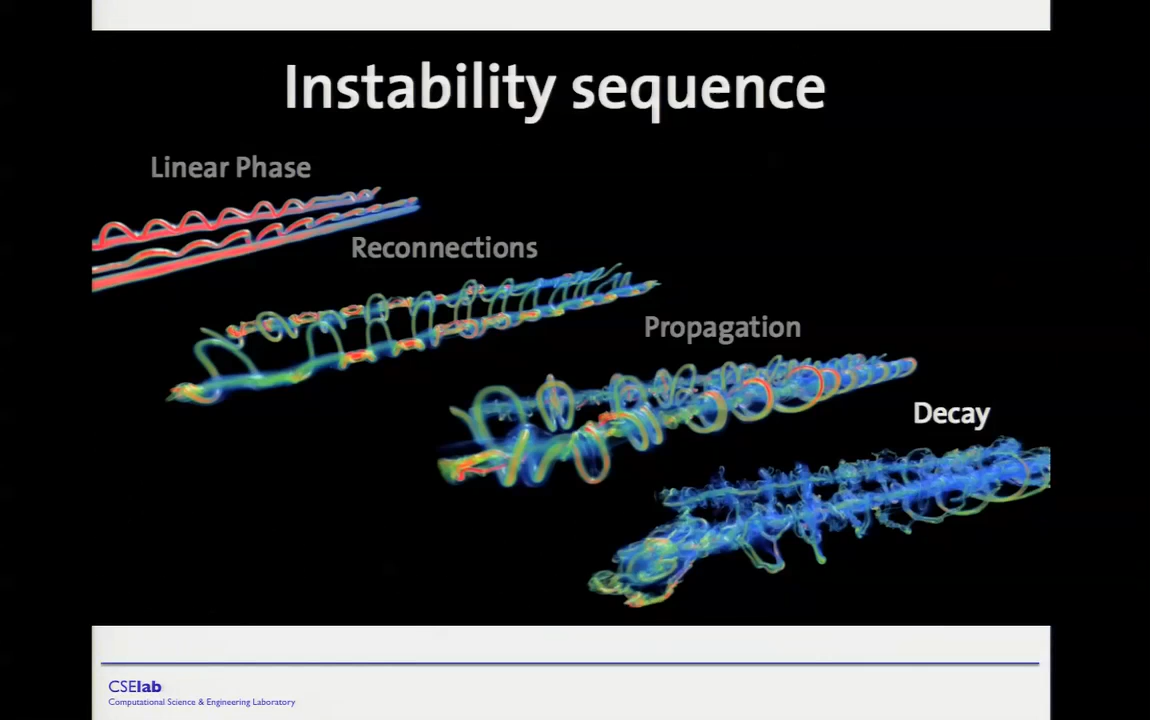 Instability sequence
Linear Phase
Reconnections
Propagation
Decay
CSElab
Computational Science & Engineering Laboratory